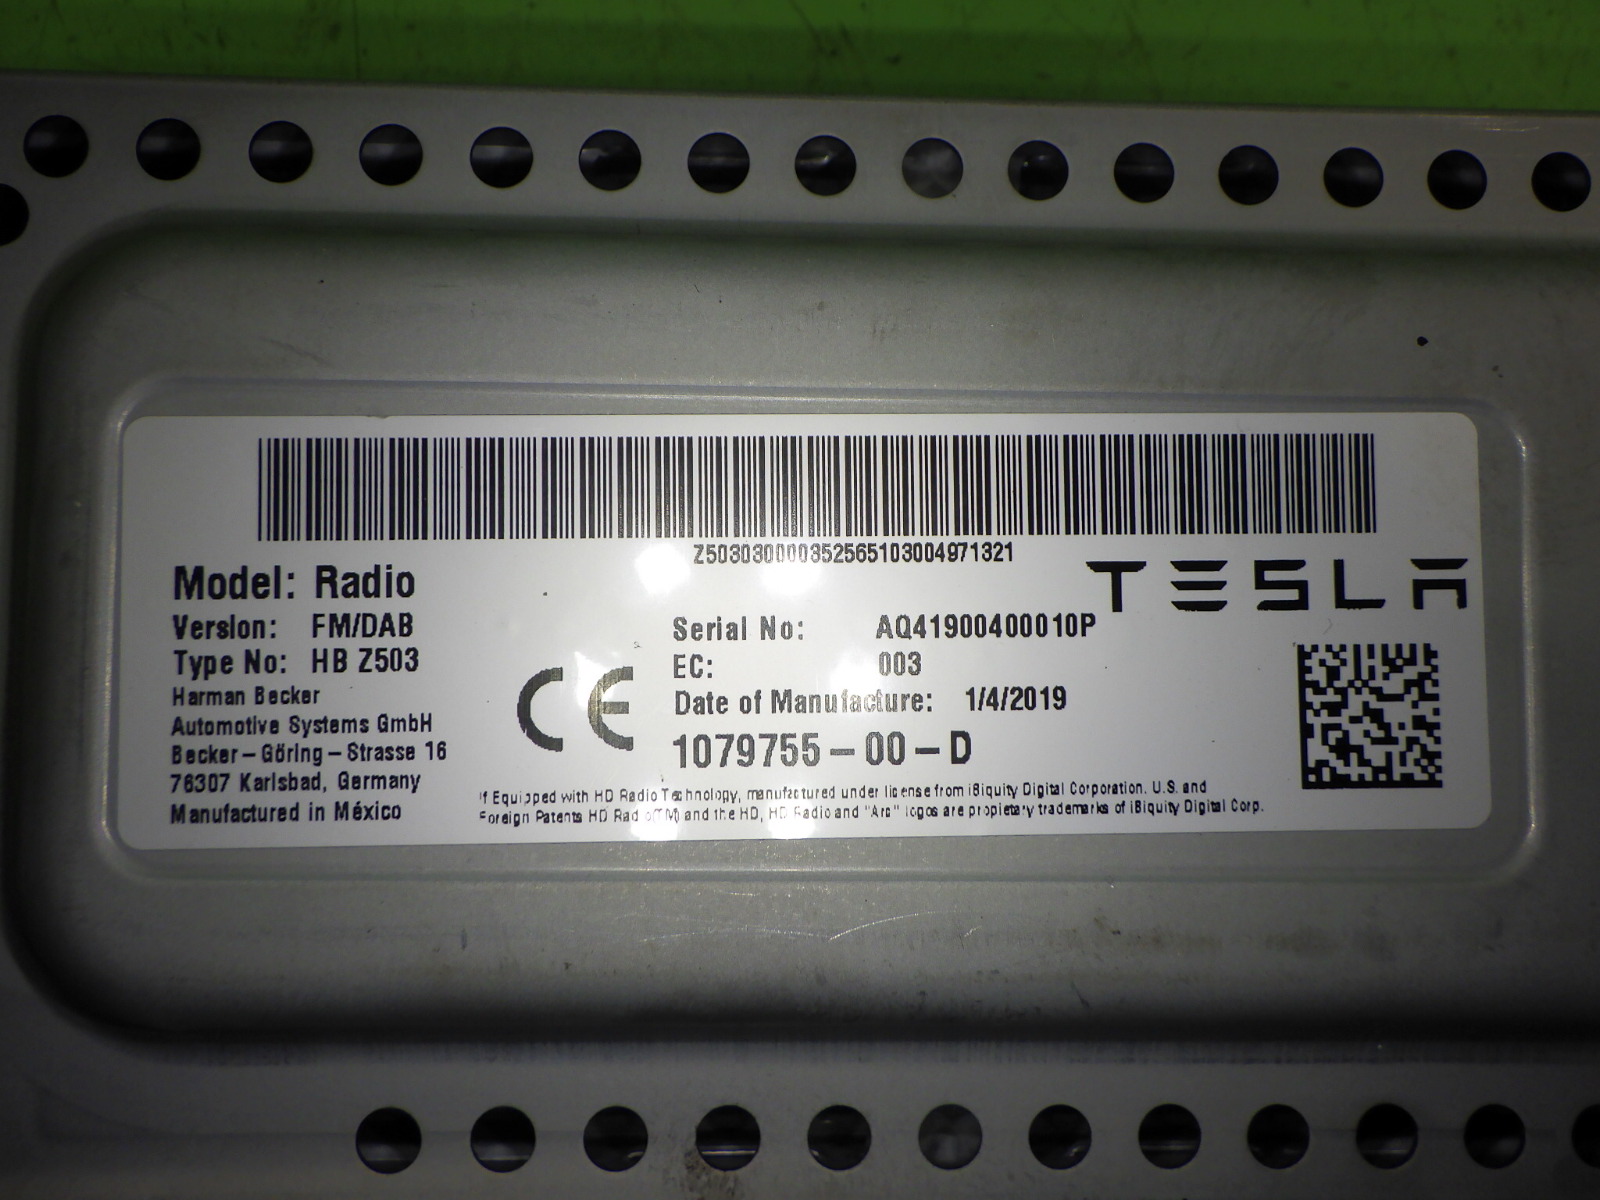 Z503030000352565103004971321
TESLA
Model: Radio
Version: FM/DAB
Type No: HB Z503
Harman Becker
Automotive Systems GmbH
Becker-Göring-Strasse 16
76307 Karlsbad, Germany
Manufactured in México
CE
Serial No: AQ41900400010P
EC: 003
Date of Manufacture: 1/4/2019
1079755-00-D
If Equipped with HD Radio Technology, manufactured under license from iBiquity Digital Corporation. U.S. and
Foreign Patents HD Radio(TM) and the HD, HD Radio and "Arc" logos are propietary trademarks of iBiquity Digital Corp.